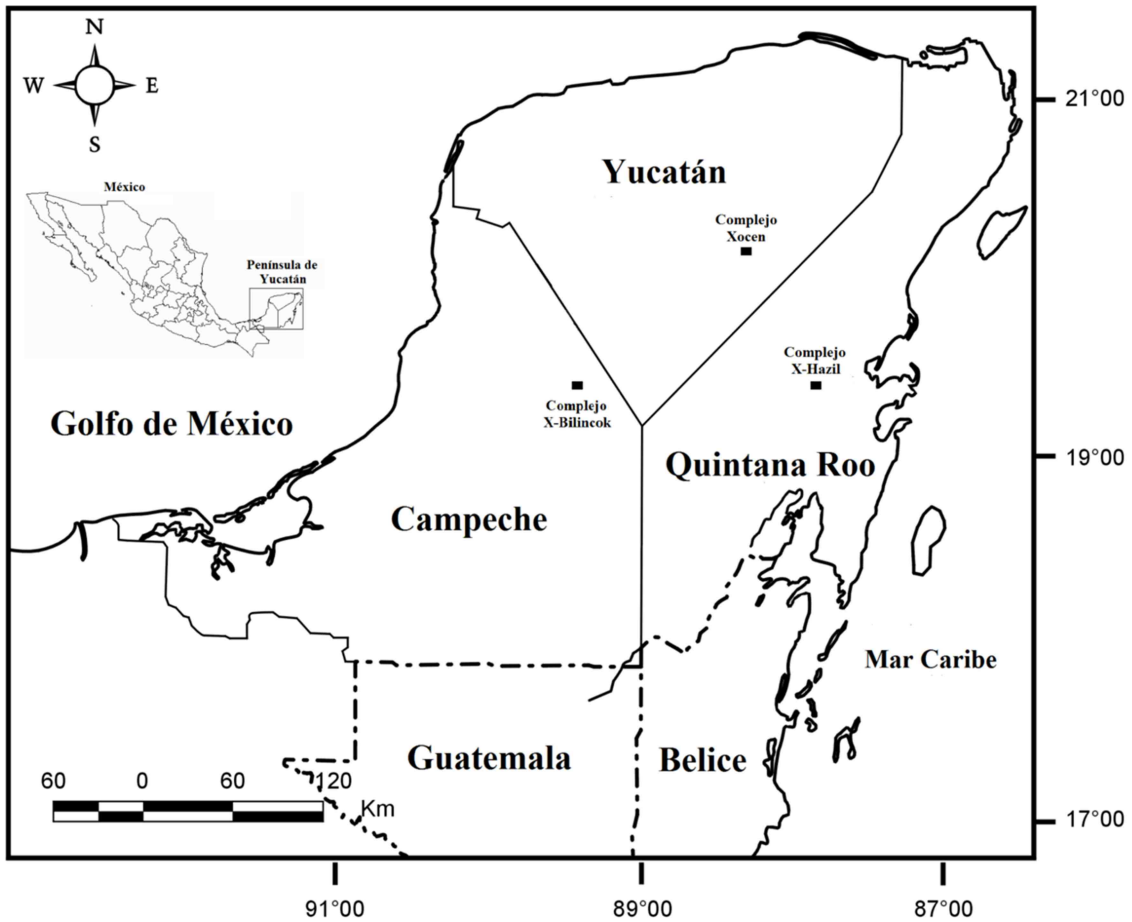 N
W E
S
21°00
México
Yucatán
Complejo
Xocen
Península de
Yucatán
Complejo
X-Hazil
Complejo
X-Bilincok
Golfo de México
Quintana Roo
19°00
Campeche
Mar Caribe
Guatemala
Belice
60 0 60 120
Km
17°00
91°00 89°00 87°00